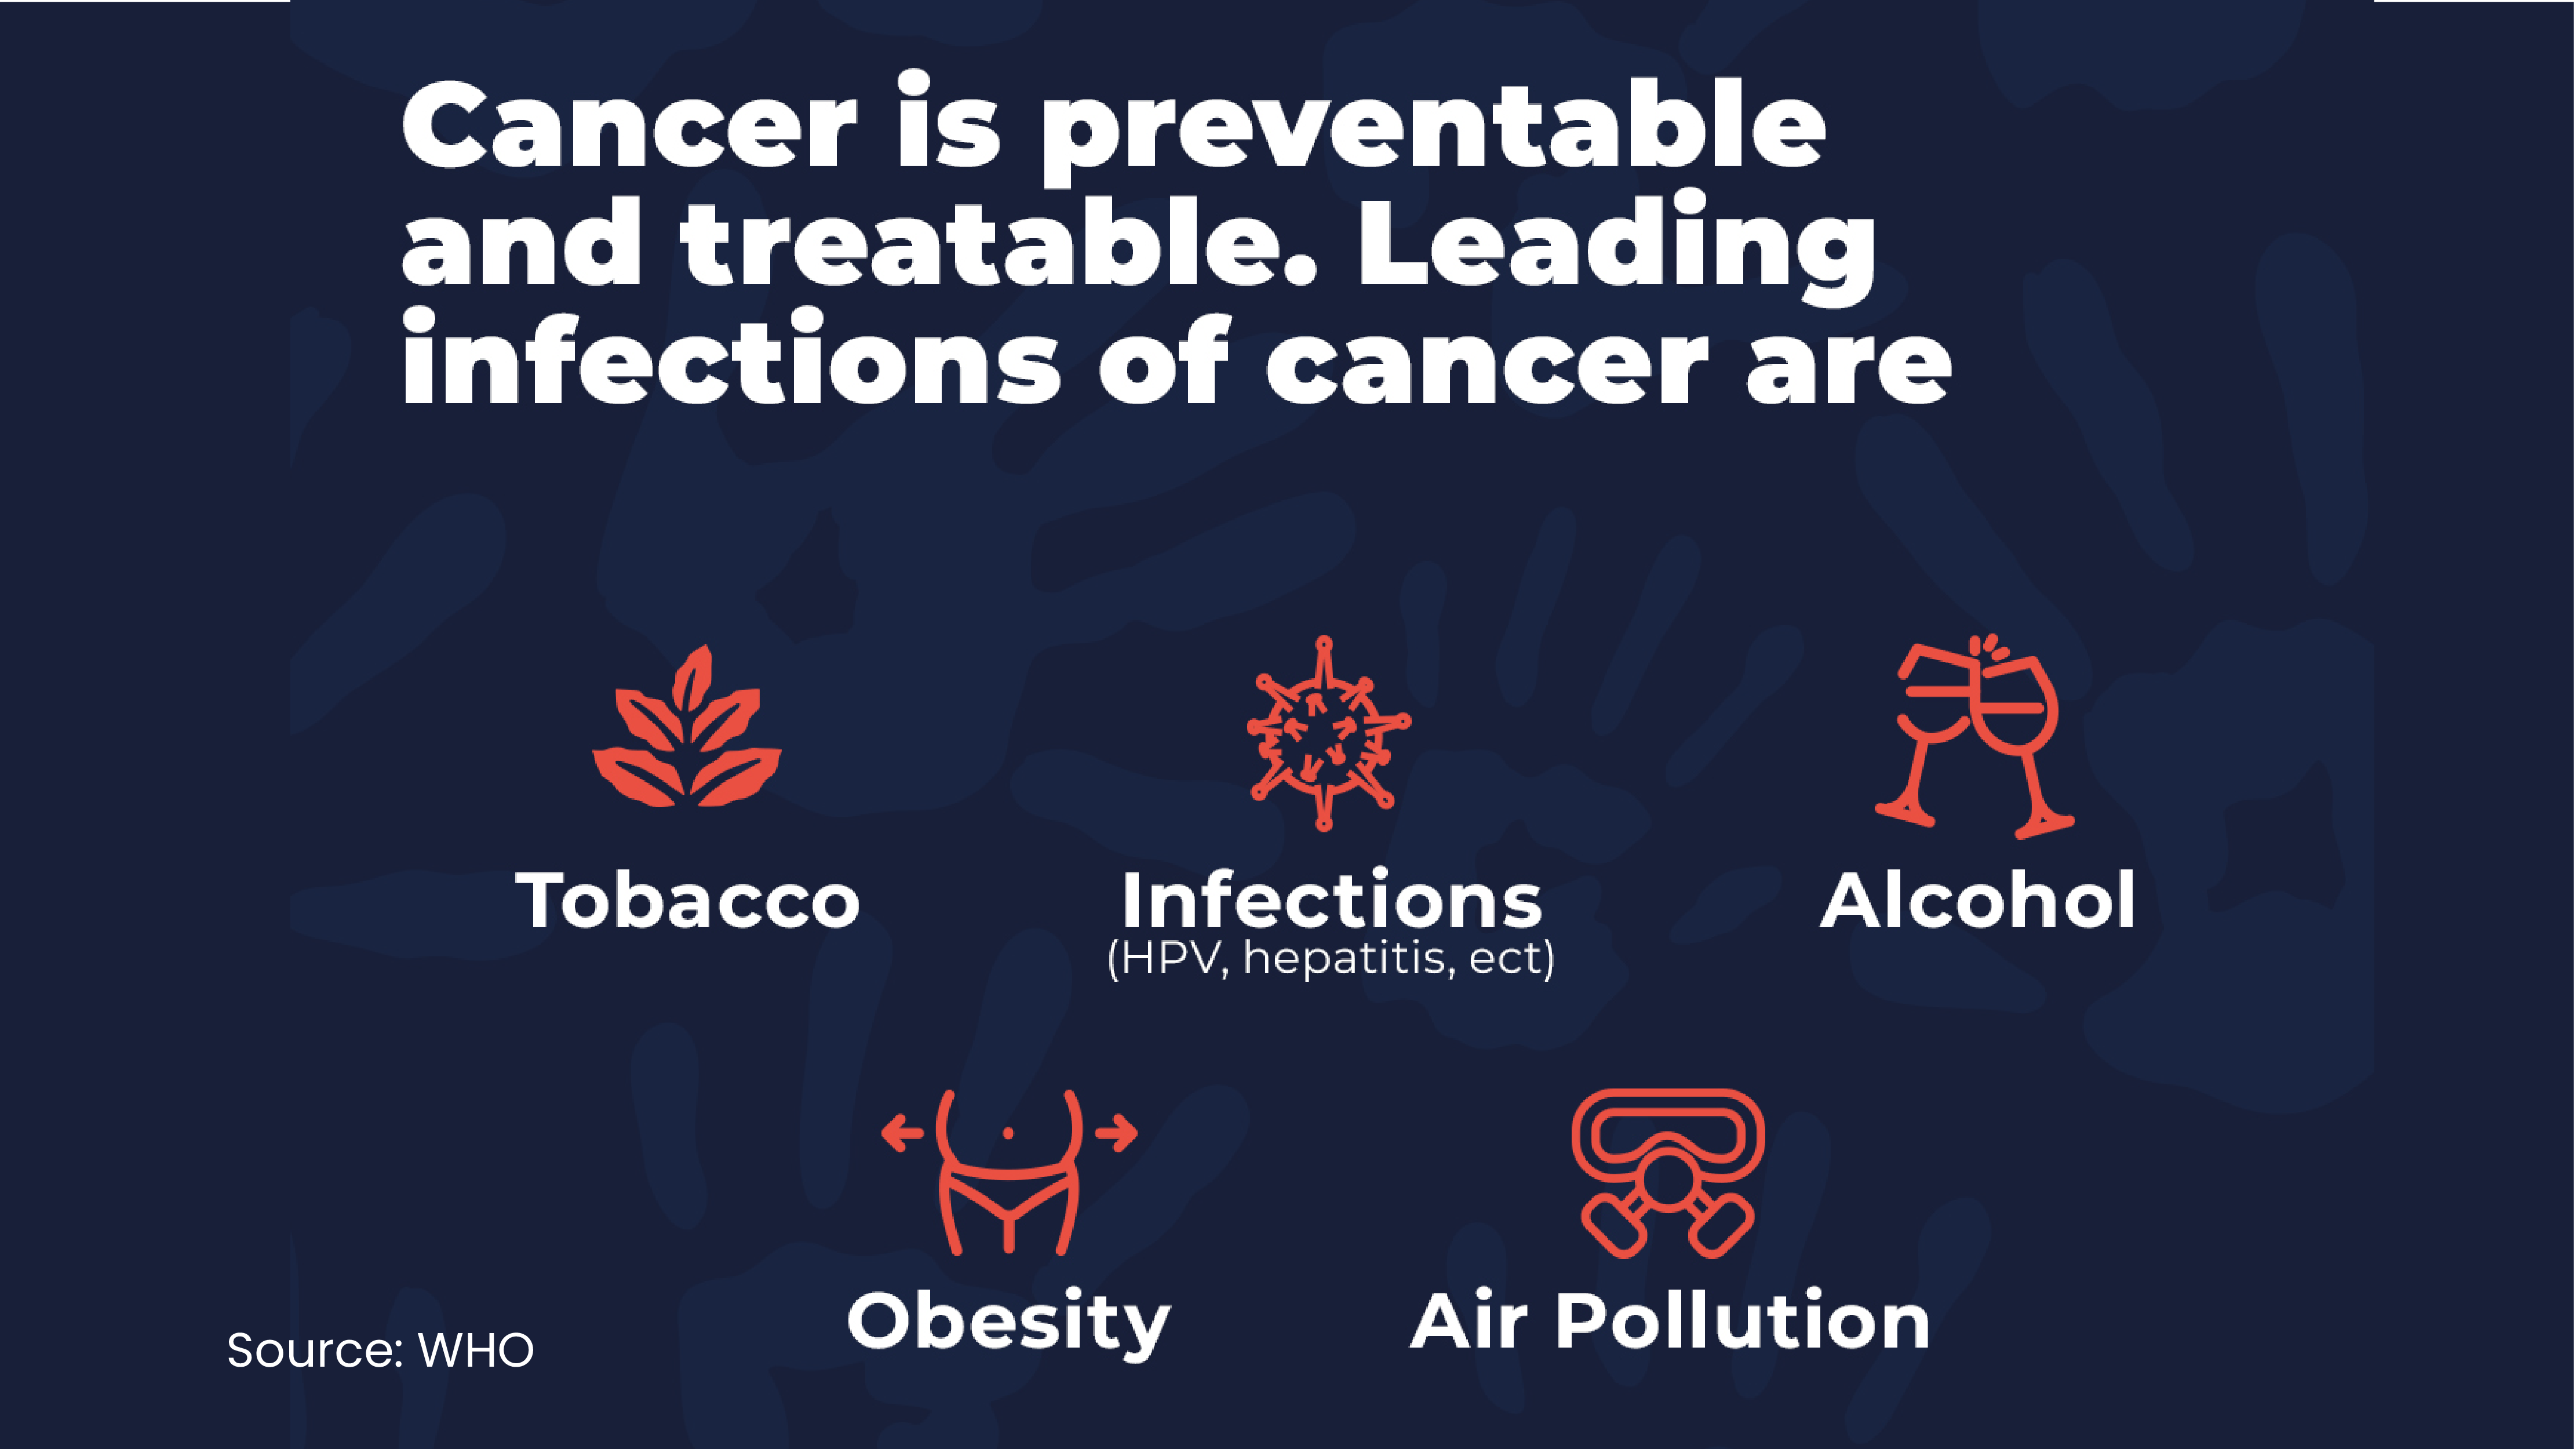 Cancer is preventable
and treatable. Leading
infections of cancer are
Tobacco
Infections
(HPV, hepatitis, ect)
Alcohol
Obesity
Air Pollution
Source: WHO